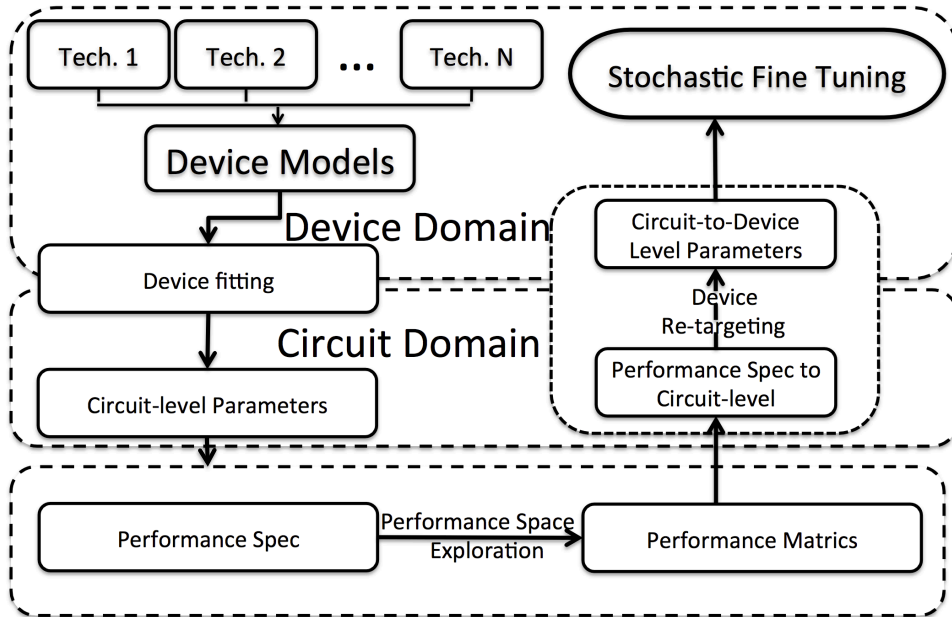 Tech. 1
Tech. 2
...
Tech. N
Stochastic Fine Tuning
Device Models
Device Domain
Circuit-to-Device
Level Parameters
Device fitting
Device
Re-targeting
Circuit Domain
Performance Spec to
Circuit-level
Circuit-level Parameters
Performance Spec
Performance Space
Exploration
Performance Matrics